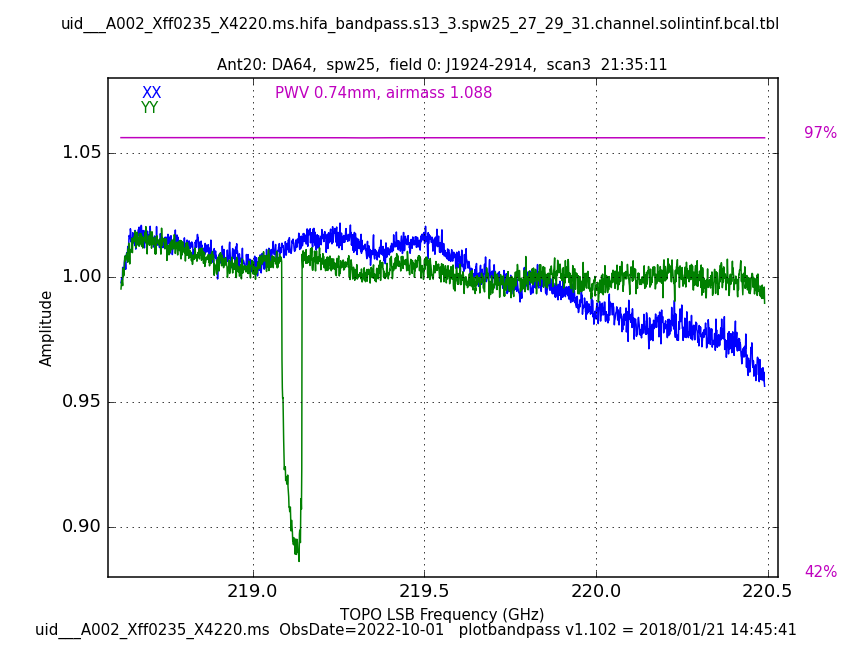 uid___A002_Xff0235_X4220.ms.hifa_bandpass.s13_3.spw25_27_29_31.channel.solintinf.bcal.tbl
Ant20: DA64,  spw25,  field 0: J1924-2914,  scan3  21:35:11
XX
YY
PWV 0.74mm, airmass 1.088
97%
42%
1.05
1.00
0.95
0.90
Amplitude
219.0
219.5
220.0
220.5
TOPO LSB Frequency (GHz)
uid___A002_Xff0235_X4220.ms  ObsDate=2022-10-01   plotbandpass v1.102 = 2018/01/21 14:45:41